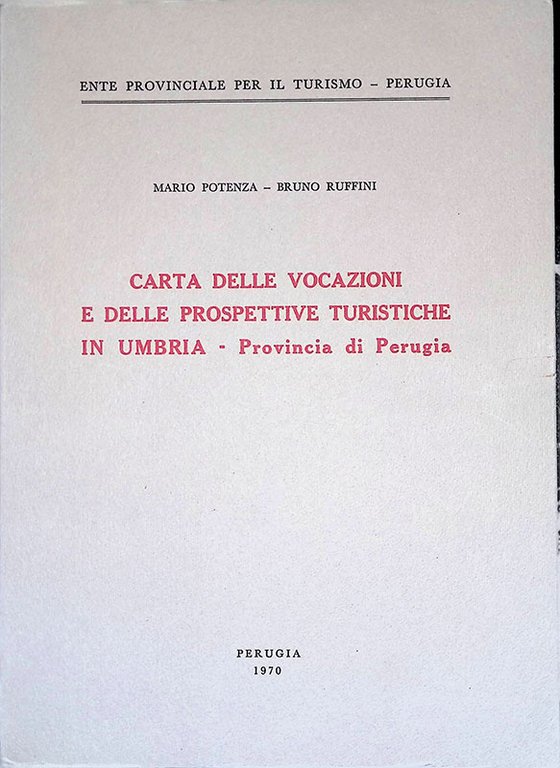 ENTE PROVINCIALE PER IL TURISMO – PERUGIA
MARIO POTENZA – BRUNO RUFFINI
CARTA DELLE VOCAZIONI
E DELLE PROSPETTIVE TURISTICHE
IN UMBRIA - Provincia di Perugia
PERUGIA
1970